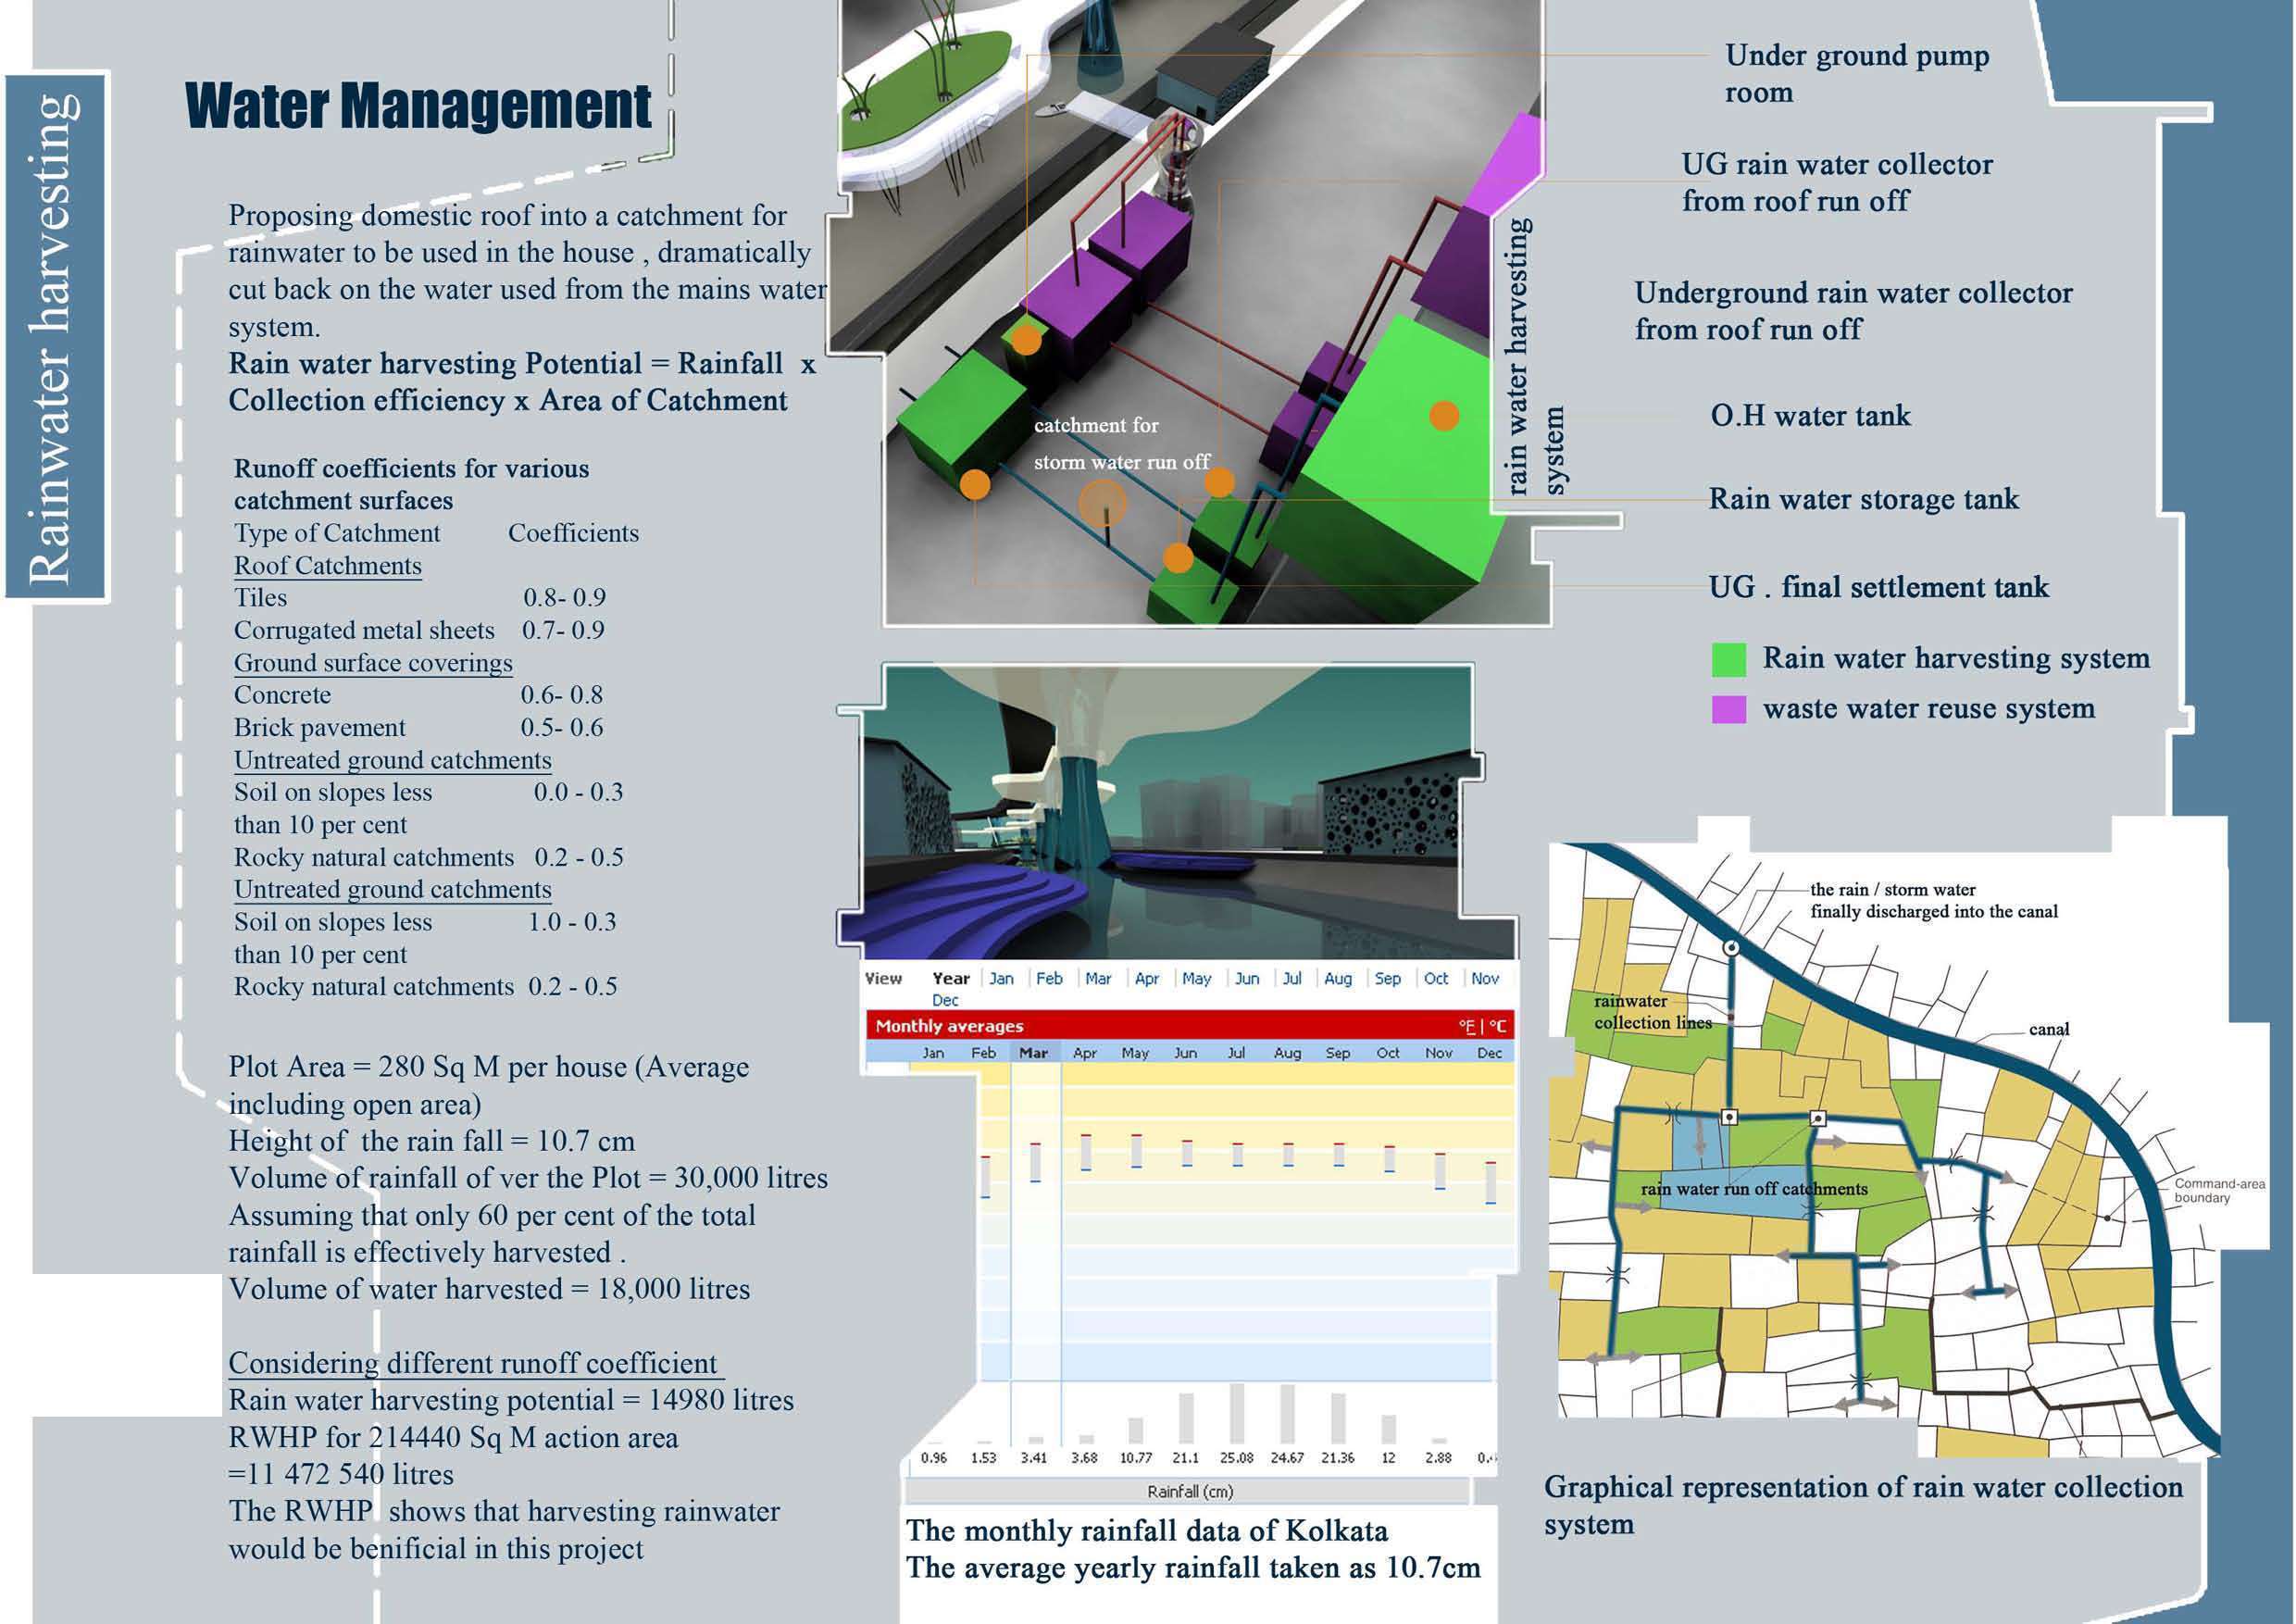 Rainwater harvesting
Water Management
Proposing domestic roof into a catchment for
rainwater to be used in the house , dramatically
cut back on the water used from the mains water
system.
Rain water harvesting Potential = Rainfall x
Collection efficiency x Area of Catchment
Runoff coefficients for various
catchment surfaces
Type of Catchment Coefficients
Roof Catchments
Tiles 0.8- 0.9
Corrugated metal sheets 0.7- 0.9
Ground surface coverings
Concrete 0.6- 0.8
Brick pavement 0.5- 0.6
Untreated ground catchments
Soil on slopes less 0.0 - 0.3
than 10 per cent
Rocky natural catchments 0.2 - 0.5
Untreated ground catchments
Soil on slopes less 1.0 - 0.3
than 10 per cent
Rocky natural catchments 0.2 - 0.5
Plot Area = 280 Sq M per house (Average
including open area)
Height of the rain fall = 10.7 cm
Volume of rainfall of ver the Plot = 30,000 litres
Assuming that only 60 per cent of the total
rainfall is effectively harvested .
Volume of water harvested = 18,000 litres
Considering different runoff coefficient
Rain water harvesting potential = 14980 litres
RWHP for 214440 Sq M action area
=11 472 540 litres
The RWHP shows that harvesting rainwater
would be benificial in this project
catchment for
storm water run off
rain water harvesting
system
Under ground pump
room
UG rain water collector
from roof run off
Underground rain water collector
from roof run off
O.H water tank
Rain water storage tank
UG . final settlement tank
Rain water harvesting system
waste water reuse system
View Year Jan Feb Mar Apr May Jun Jul Aug Sep Oct Nov
Dec
Monthly averages °F | °C
Jan Feb Mar Apr May Jun Jul Aug Sep Oct Nov Dec
0.96 1.53 3.41 3.68 10.77 21.1 25.08 24.67 21.36 12 2.88
Rainfall (cm)
The monthly rainfall data of Kolkata
The average yearly rainfall taken as 10.7cm
the rain / storm water
finally discharged into the canal
rainwater
collection lines
canal
rain water run off catchments
Command-area
boundary
Graphical representation of rain water collection
system